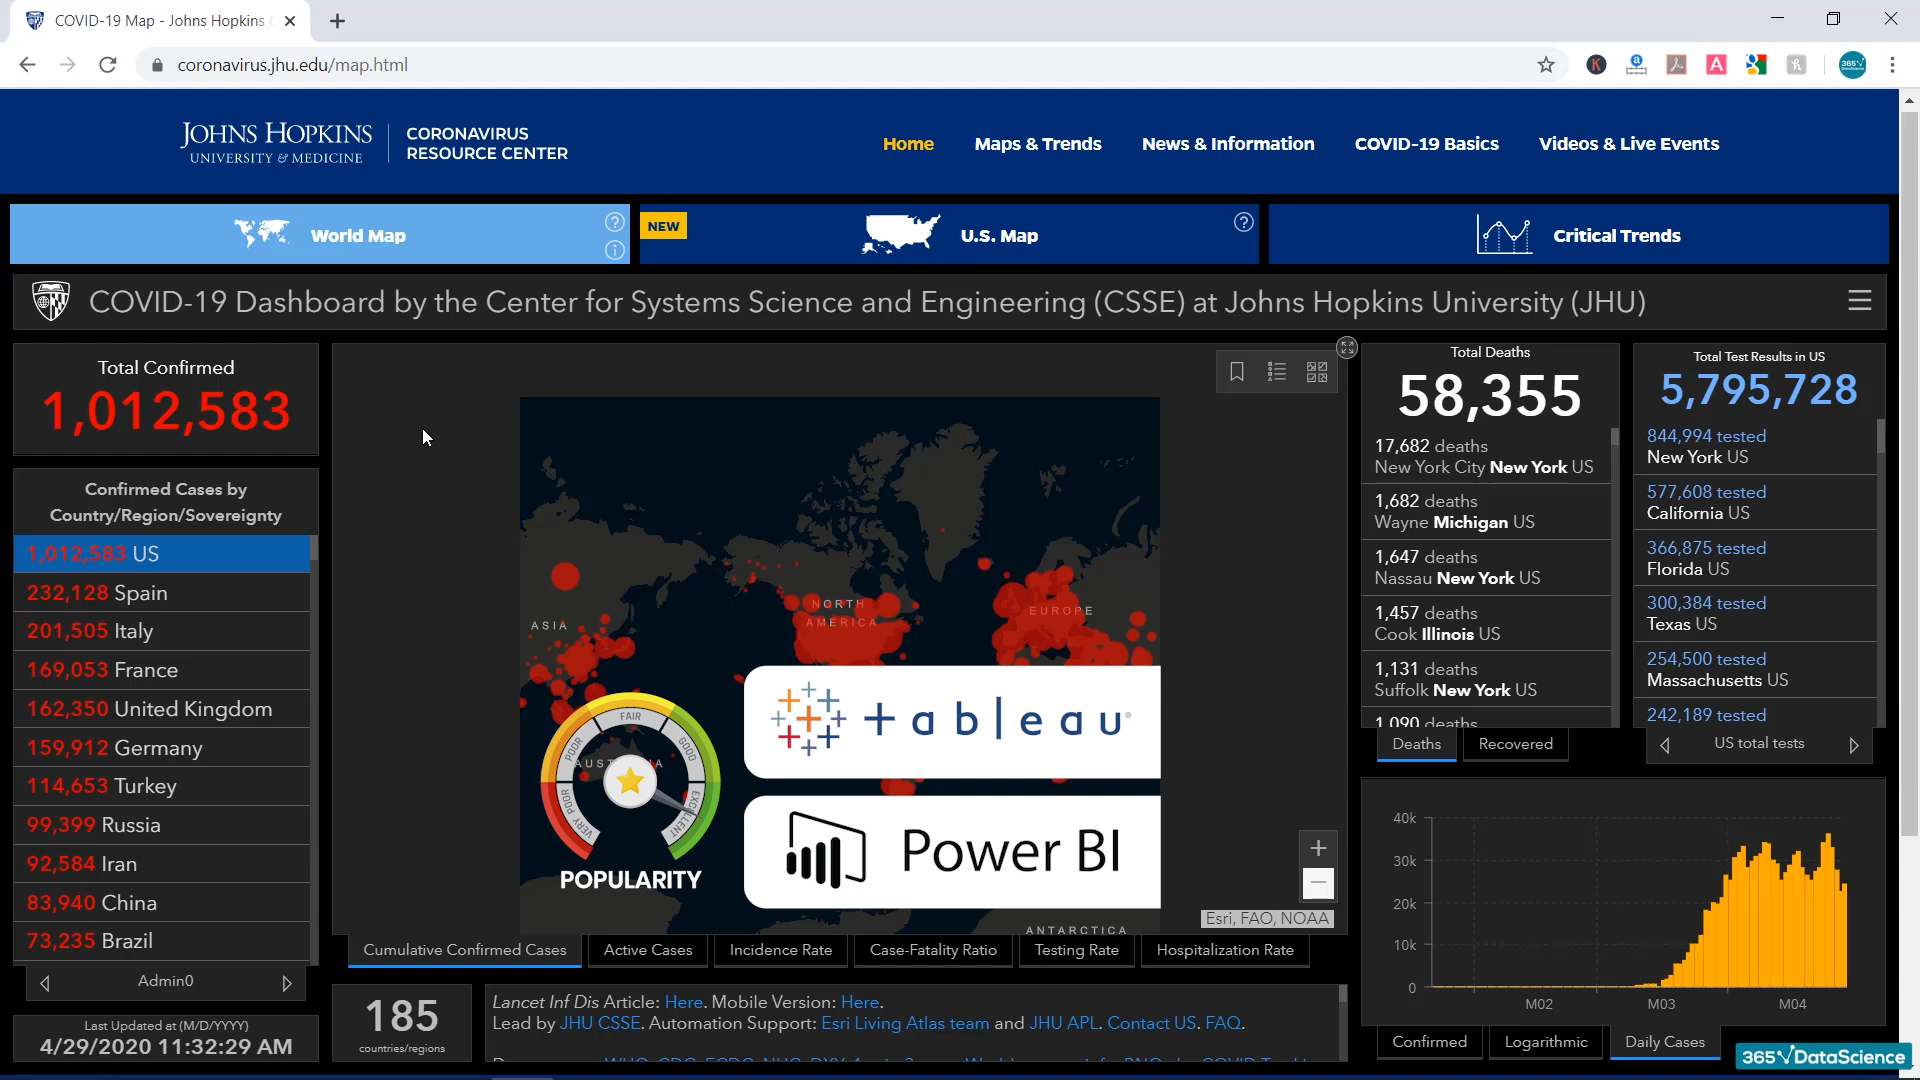 COVID-19 Map - Johns Hopkins
coronavirus.jhu.edu/map.html
JOHNS HOPKINS
UNIVERSITY & MEDICINE
CORONAVIRUS
RESOURCE CENTER
Home
Maps & Trends
News & Information
COVID-19 Basics
Videos & Live Events
World Map
NEW
U.S. Map
Critical Trends
COVID-19 Dashboard by the Center for Systems Science and Engineering (CSSE) at Johns Hopkins University (JHU)
Total Confirmed
1,012,583
Confirmed Cases by
Country/Region/Sovereignty
1,012,583 US
232,128 Spain
201,505 Italy
169,053 France
162,350 United Kingdom
159,912 Germany
114,653 Turkey
99,399 Russia
92,584 Iran
83,940 China
73,235 Brazil
Admin0
Last Updated at (M/D/YYYY)
4/29/2020 11:32:29 AM
ASIA
NORTH
AMERICA
EUROPE
AUSTRALIA
ANTARCTICA
VERY POOR
POOR
FAIR
GOOD
EXCELLENT
POPULARITY
+ableau®
Power BI
Esri, FAO, NOAA
Cumulative Confirmed Cases
Active Cases
Incidence Rate
Case-Fatality Ratio
Testing Rate
Hospitalization Rate
185
countries/regions
Lancet Inf Dis Article: Here. Mobile Version: Here.
Lead by JHU CSSE. Automation Support: Esri Living Atlas team and JHU APL. Contact US. FAQ.
Total Deaths
58,355
17,682 deaths
New York City New York US
1,682 deaths
Wayne Michigan US
1,647 deaths
Nassau New York US
1,457 deaths
Cook Illinois US
1,131 deaths
Suffolk New York US
1,090 deaths
Deaths
Recovered
Total Test Results in US
5,795,728
844,994 tested
New York US
577,608 tested
California US
366,875 tested
Florida US
300,384 tested
Texas US
254,500 tested
Massachusetts US
242,189 tested
US total tests
40k
30k
20k
10k
0
M02
M03
M04
Confirmed
Logarithmic
Daily Cases
365 DataScience